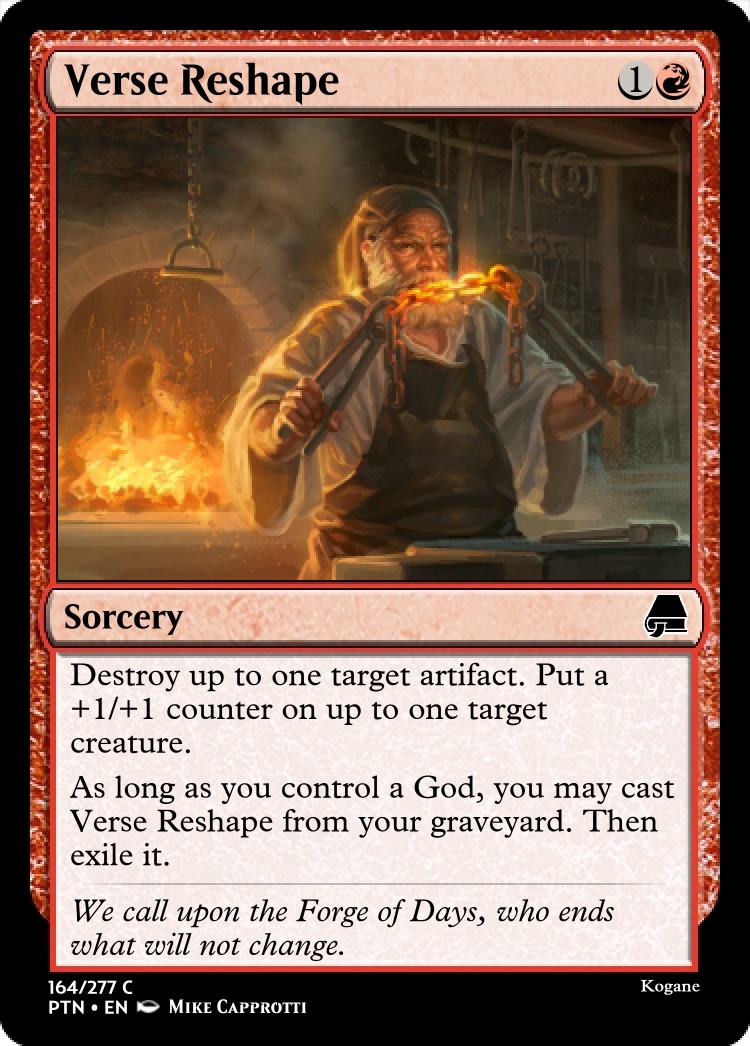 Verse Reshape 1
Sorcery
Destroy up to one target artifact. Put a
+1/+1 counter on up to one target
creature.
As long as you control a God, you may cast
Verse Reshape from your graveyard. Then
exile it.
We call upon the Forge of Days, who ends
what will not change.
164/277 C Kogane
PTN • EN Mike Capprotti